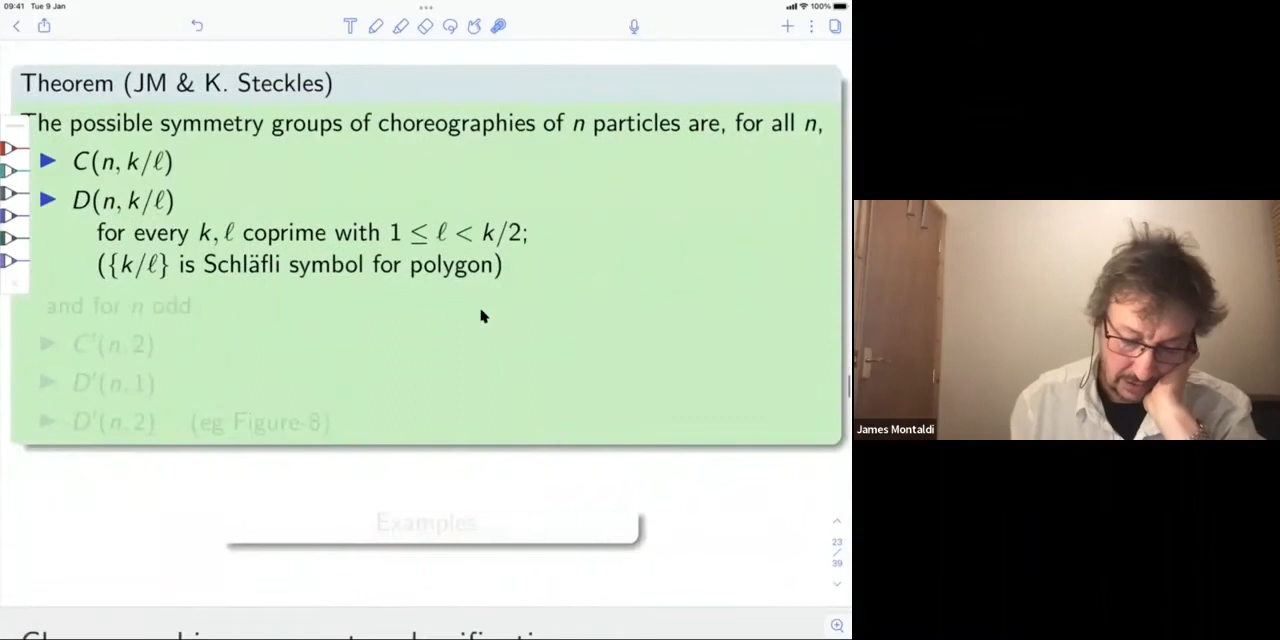 09:41 Tue 9 Jan
100%
Theorem (JM & K. Steckles)
The possible symmetry groups of choreographies of n particles are, for all n,
▶ C(n, k/ℓ)
▶ D(n, k/ℓ)
for every k, ℓ coprime with 1 ≤ ℓ < k/2;
({k/ℓ} is Schläfli symbol for polygon)
and for n odd
▶ C′(n, 2)
▶ D′(n, 1)
▶ D′(n, 2) (eg Figure-8)
Examples
23
/
39
James Montaldi